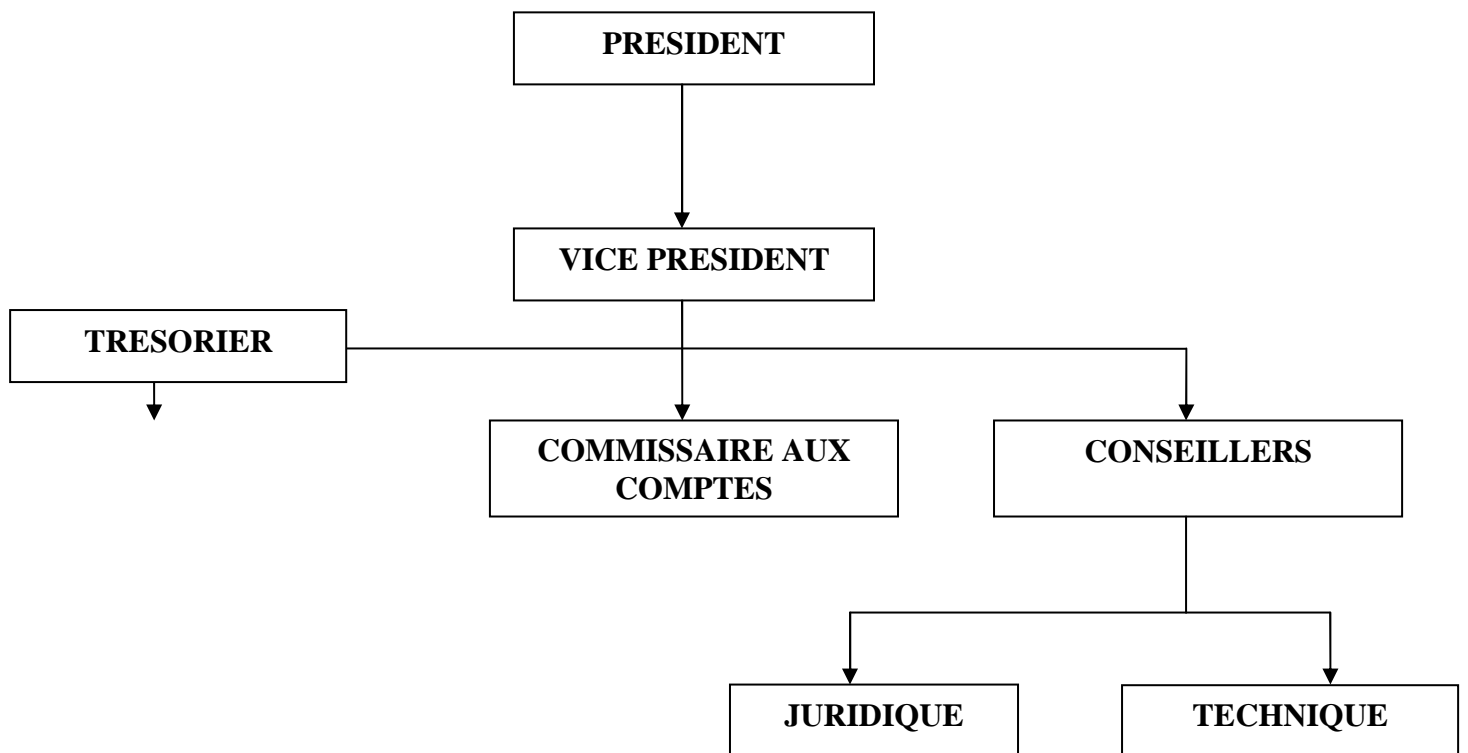 PRESIDENT
VICE PRESIDENT
TRESORIER
COMMISSAIRE AUX
COMPTES
CONSEILLERS
JURIDIQUE
TECHNIQUE